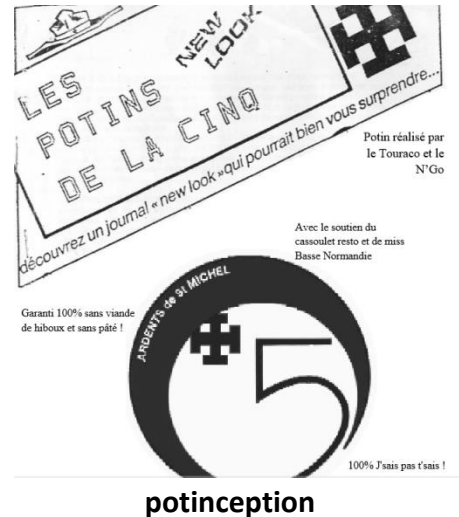 NEW
LOOK
LES
POTINS
DE LA CINQ
découvrez un journal « new look » qui pourrait bien vous surprendre...
Potin réalisé par
le Touraco et le
N'Go
Avec le soutien du
cassoulet resto et de miss
Basse Normandie
Garanti 100% sans viande
de hiboux et sans pâté !
ARDENTS de St MICHEL
5
100% J'sais pas t'sais !
potinception